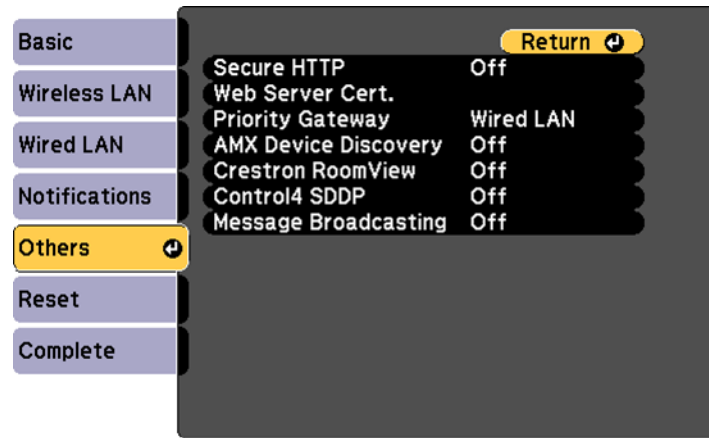 Basic
Wireless LAN
Wired LAN
Notifications
Others
Reset
Complete
Return
Secure HTTP Off
Web Server Cert.
Priority Gateway Wired LAN
AMX Device Discovery Off
Crestron RoomView Off
Control4 SDDP Off
Message Broadcasting Off